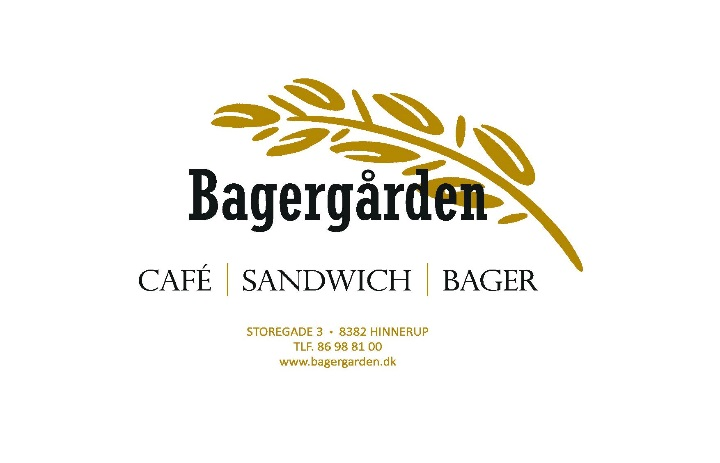 Bagergården
CAFÉ | SANDWICH | BAGER
STOREGADE 3 · 8382 HINNERUP
TLF. 86 98 81 00
www.bagergarden.dk